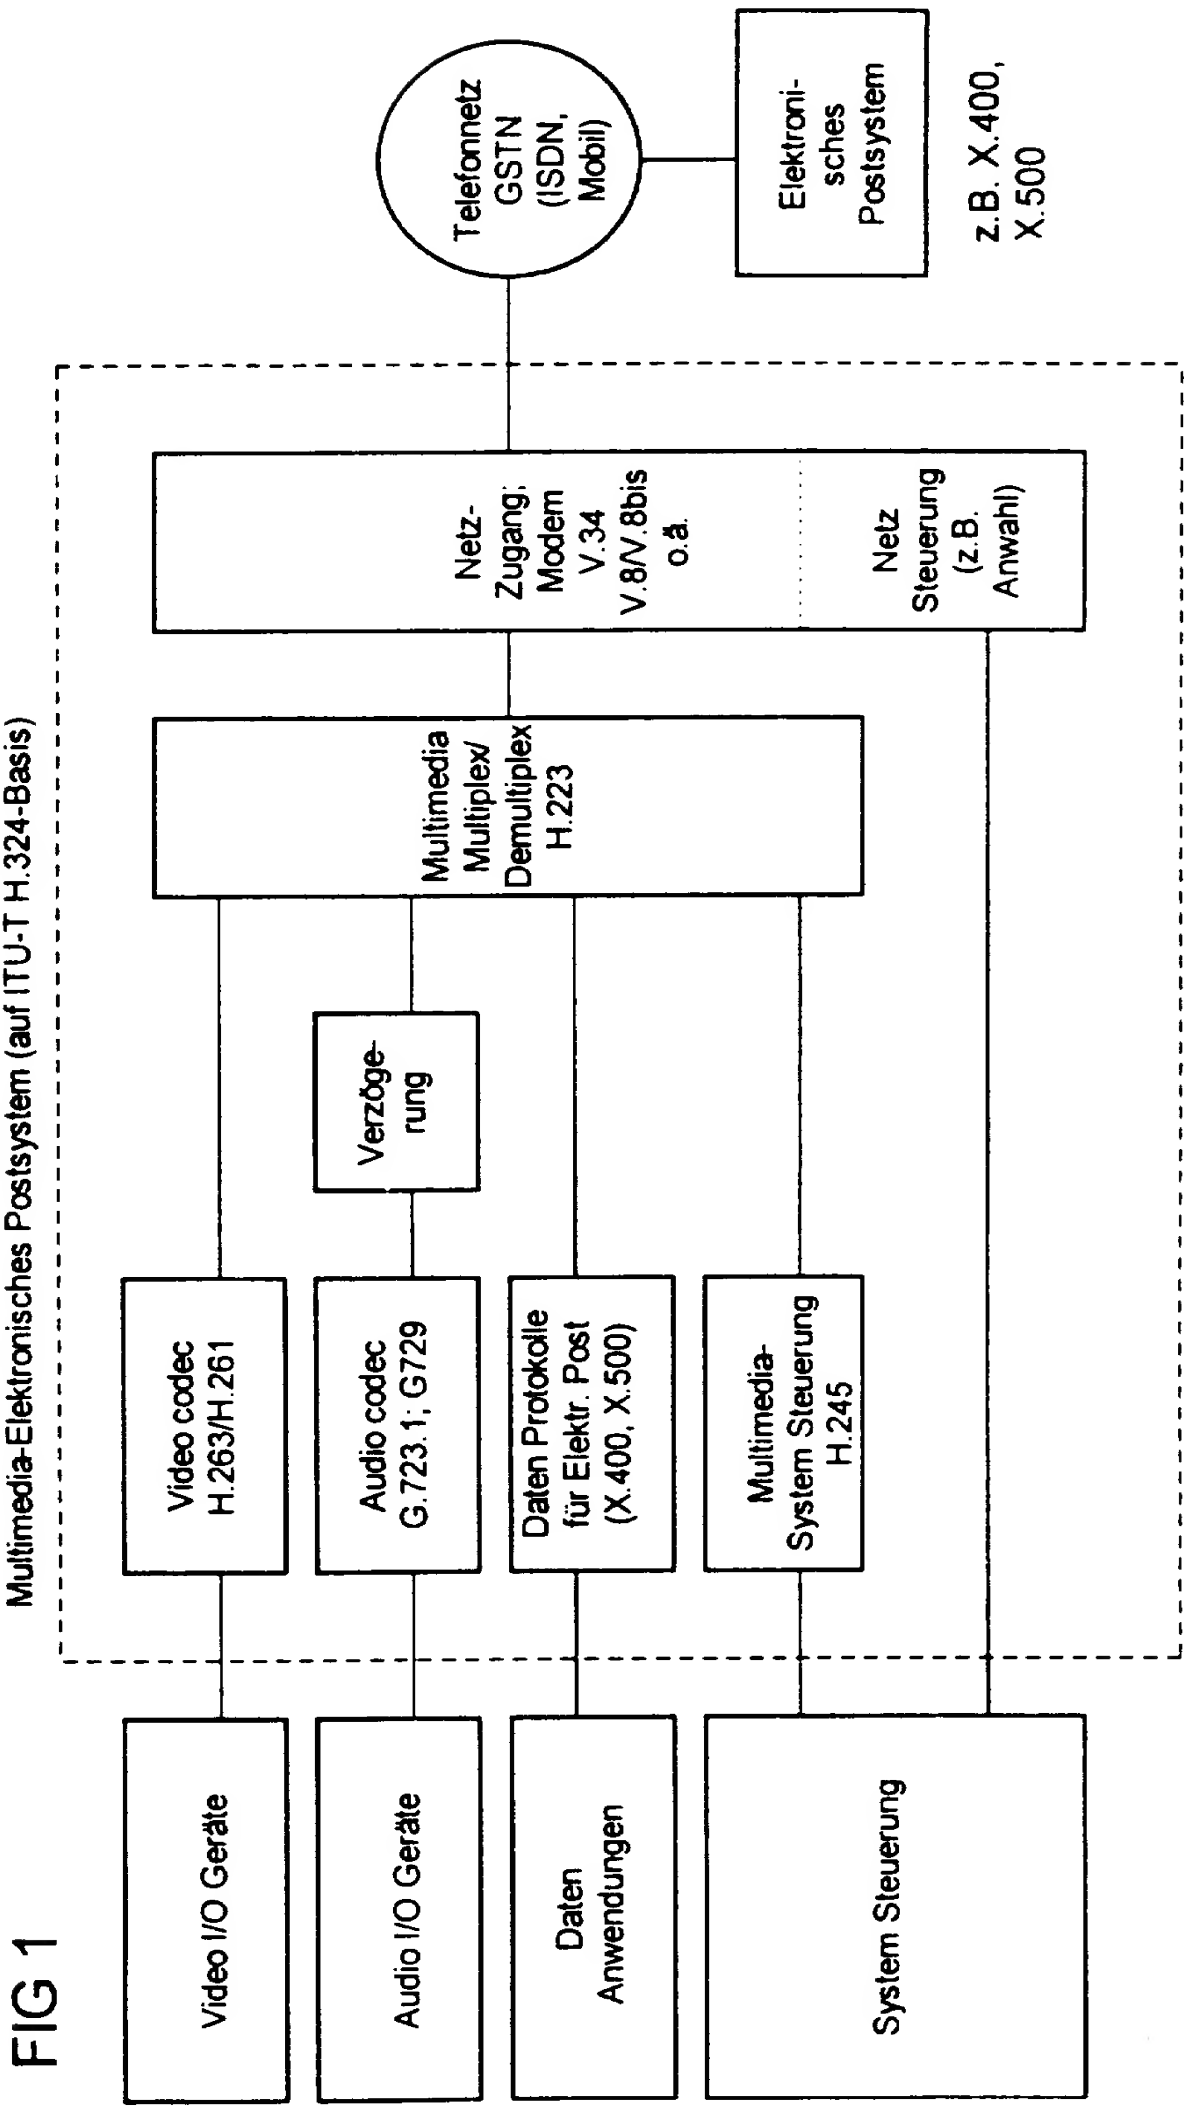 FIG 1
Multimedia-Elektronisches Postsystem (auf ITU-T H.324-Basis)
Video I/O Geräte
Audio I/O Geräte
Daten
Anwendungen
System Steuerung
Video codec
H.263/H.261
Audio codec
G.723.1; G729
Daten Protokolle
für Elektr. Post
(X.400, X.500)
Multimedia-
System Steuerung
H.245
Verzöge-
rung
Multimedia
Multiplex/
Demultiplex
H.223
Netz-
Zugang;
Modem
V.34
V.8/V.8bis
o.ä.
Netz
Steuerung
(z.B.
Anwahl)
Telefonnetz
GSTN
(ISDN,
Mobil)
Elektroni-
sches
Postsystem
z.B. X.400,
X.500